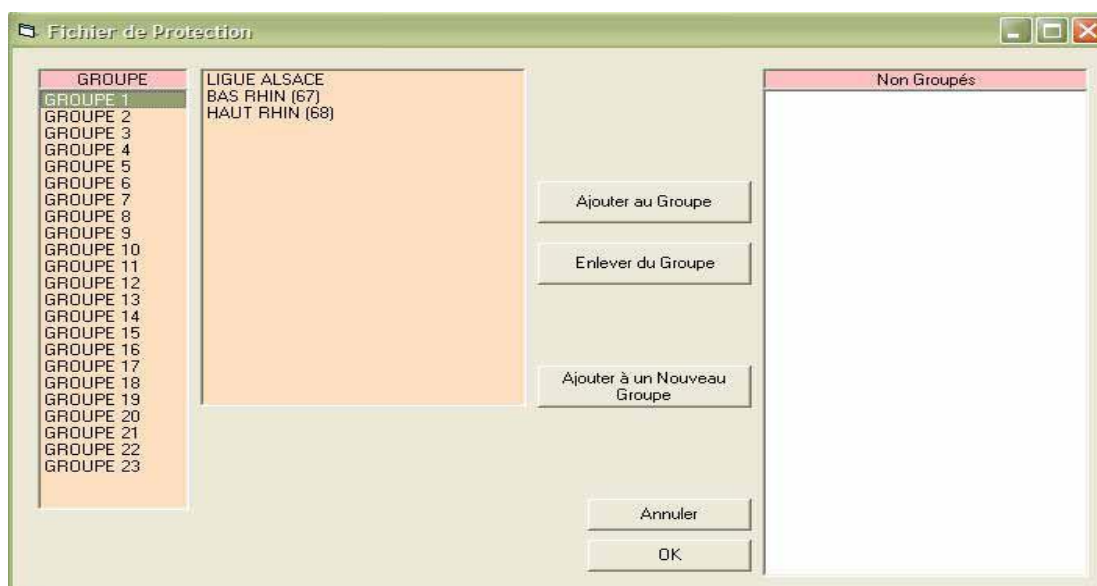 Fichier de Protection
GROUPE
GROUPE 1
GROUPE 2
GROUPE 3
GROUPE 4
GROUPE 5
GROUPE 6
GROUPE 7
GROUPE 8
GROUPE 9
GROUPE 10
GROUPE 11
GROUPE 12
GROUPE 13
GROUPE 14
GROUPE 15
GROUPE 16
GROUPE 17
GROUPE 18
GROUPE 19
GROUPE 20
GROUPE 21
GROUPE 22
GROUPE 23
LIGUE ALSACE
BAS RHIN (67)
HAUT RHIN (68)
Ajouter au Groupe
Enlever du Groupe
Ajouter à un Nouveau
Groupe
Annuler
OK
Non Groupés